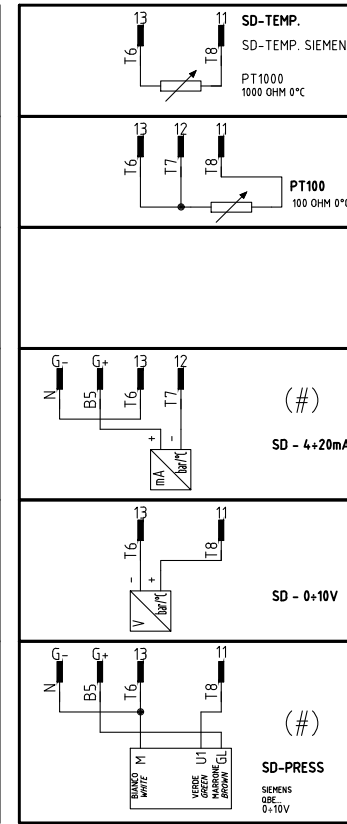 13 11
T6 T8
SD-TEMP.
SD-TEMP. SIEMEN
PT1000
1000 OHM 0°C
13 12 11
T6 T7 T8
PT100
100 OHM 0°C
G- G+ 13 12
N B5 T6 T7
+ -
mA bar/°C
(#)
SD - 4÷20mA
13 11
T6 T8
- +
V bar/°C
SD - 0÷10V
G- G+ 13 11
N B5 T6 T8
M U1 GL
BIANCO
WHITE
VERDE
GREEN
MARRONE
BROWN
(#)
SD-PRESS
SIEMENS
QBE...
0÷10V